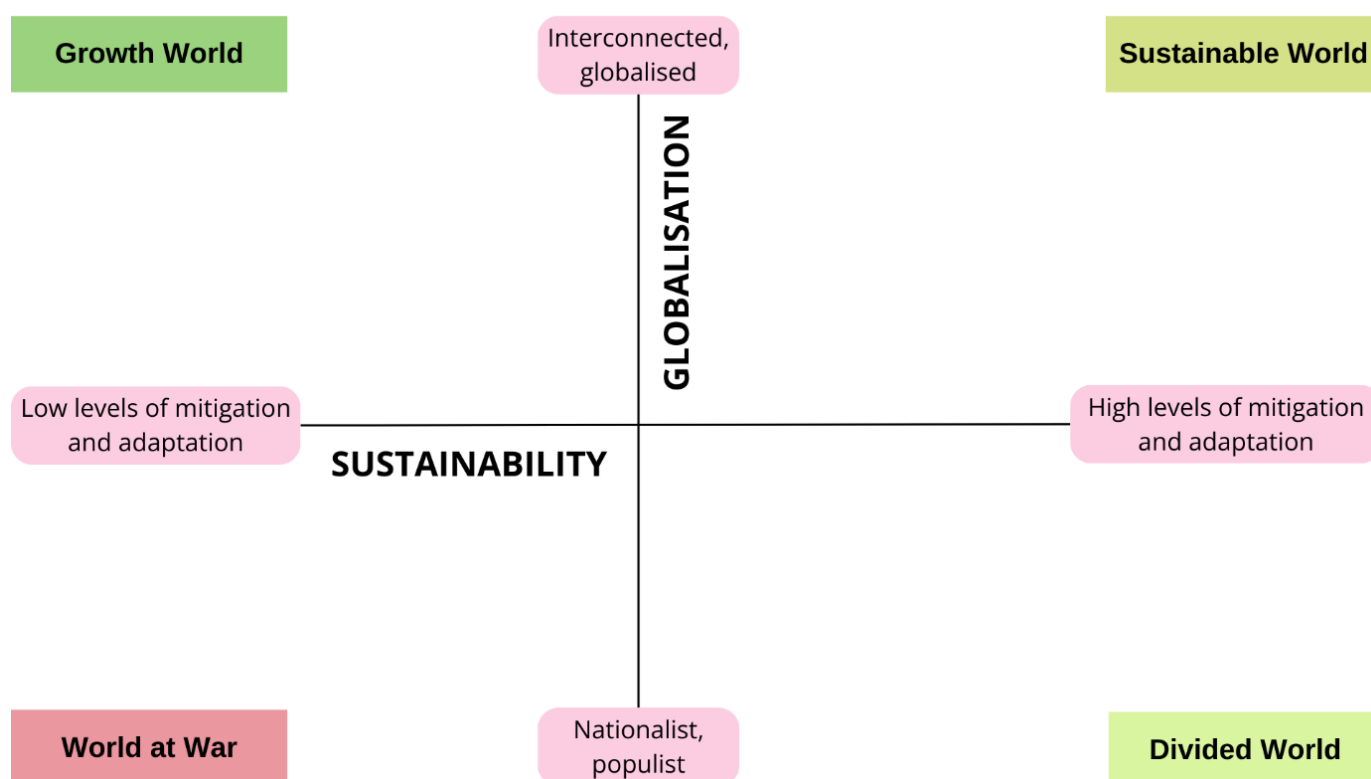 Growth World
Interconnected,
globalised
Sustainable World
GLOBALISATION
Low levels of mitigation
and adaptation
High levels of mitigation
and adaptation
SUSTAINABILITY
World at War
Nationalist,
populist
Divided World